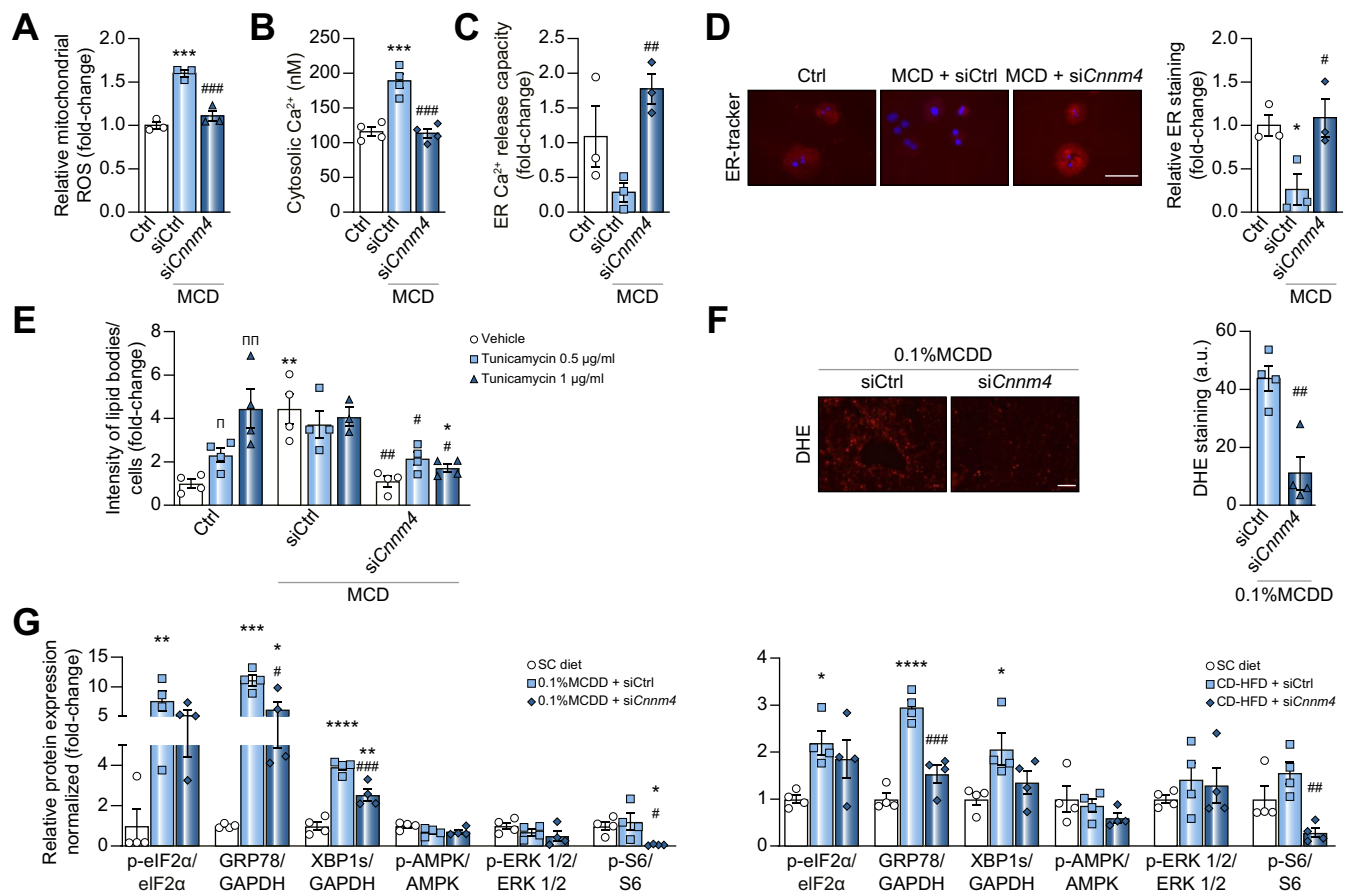 A
Relative mitochondrial
ROS (fold-change)
2.0
1.5
1.0
0.5
0.0
***
###
Ctrl
siCtrl
siCnnm4
MCD
B
Cytosolic Ca²⁺ (nM)
250
200
150
100
50
0
***
###
Ctrl
siCtrl
siCnnm4
MCD
C
ER Ca²⁺ release capacity
(fold-change)
2.5
2.0
1.5
1.0
0.5
0.0
##
Ctrl
siCtrl
siCnnm4
MCD
D
Ctrl
MCD + siCtrl
MCD + siCnnm4
ER-tracker
Relative ER staining
(fold-change)
2.0
1.5
1.0
0.5
0.0
*
#
Ctrl
siCtrl
siCnnm4
MCD
E
Intensity of lipid bodies/
cells (fold-change)
8
6
4
2
0
Π
ΠΠ
**
##
#
*
#
Vehicle
Tunicamycin 0.5 µg/ml
Tunicamycin 1 µg/ml
Ctrl
siCtrl
siCnnm4
MCD
F
0.1%MCDD
siCtrl
siCnnm4
DHE
DHE staining (a.u.)
60
40
20
0
##
siCtrl
siCnnm4
0.1%MCDD
G
Relative protein expression
normalized (fold-change)
15
10
5
4
2
0
**
***
*
#
****
**
###
*
#
SC diet
0.1%MCDD + siCtrl
0.1%MCDD + siCnnm4
p-eIF2α/
eIF2α
GRP78/
GAPDH
XBP1s/
GAPDH
p-AMPK/
AMPK
p-ERK 1/2/
ERK 1/2
p-S6/
S6
4
3
2
1
0
*
****
###
*
##
SC diet
CD-HFD + siCtrl
CD-HFD + siCnnm4
p-eIF2α/
eIF2α
GRP78/
GAPDH
XBP1s/
GAPDH
p-AMPK/
AMPK
p-ERK 1/2/
ERK 1/2
p-S6/
S6